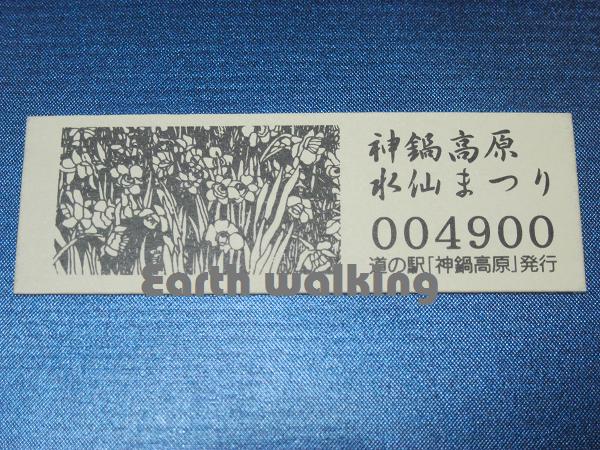 神鍋高原
水仙まつり
004900
道の駅「神鍋高原」発行
Earth walking